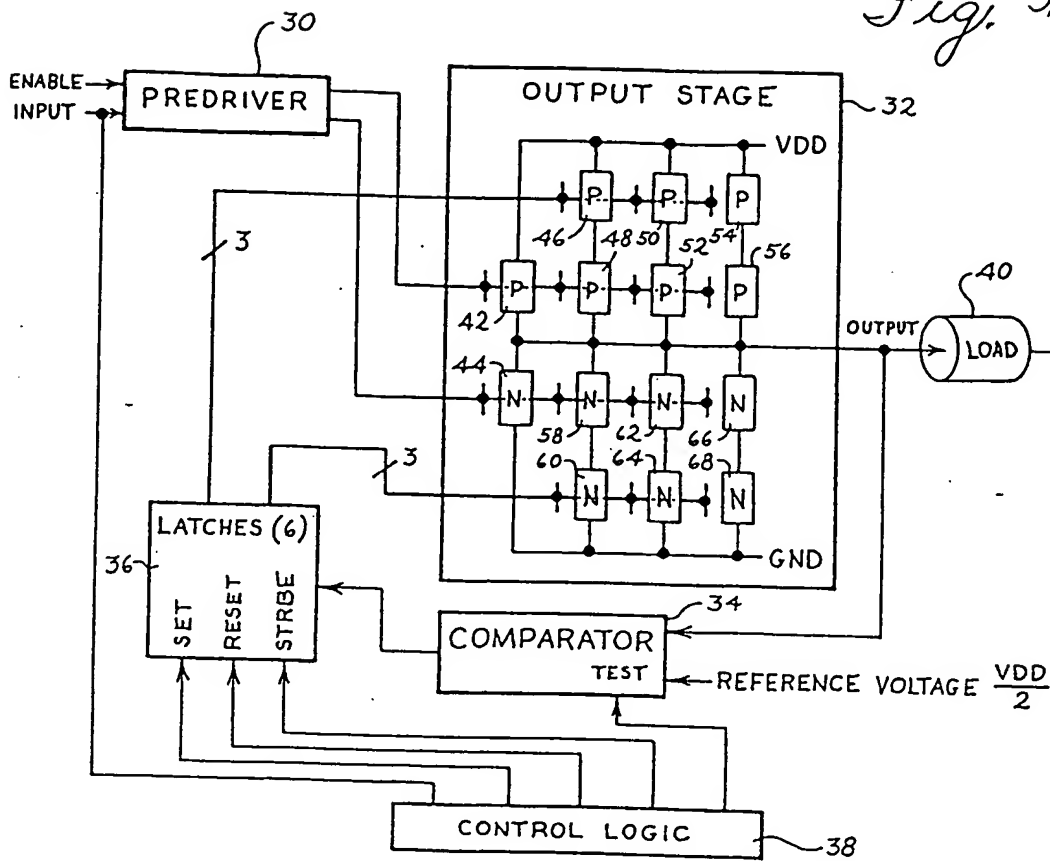 Fig.
30
ENABLE
INPUT
PREDRIVER
OUTPUT STAGE
32
VDD
P P P
3
46 48 50 54
52 56
P P P P
42
40
OUTPUT
LOAD
44
N N N N
58 62 66
3
60 64 68
N N N
GND
LATCHES (6)
36
SET
RESET
STRBE
34
COMPARATOR
TEST
REFERENCE VOLTAGE VDD/2
CONTROL LOGIC
38